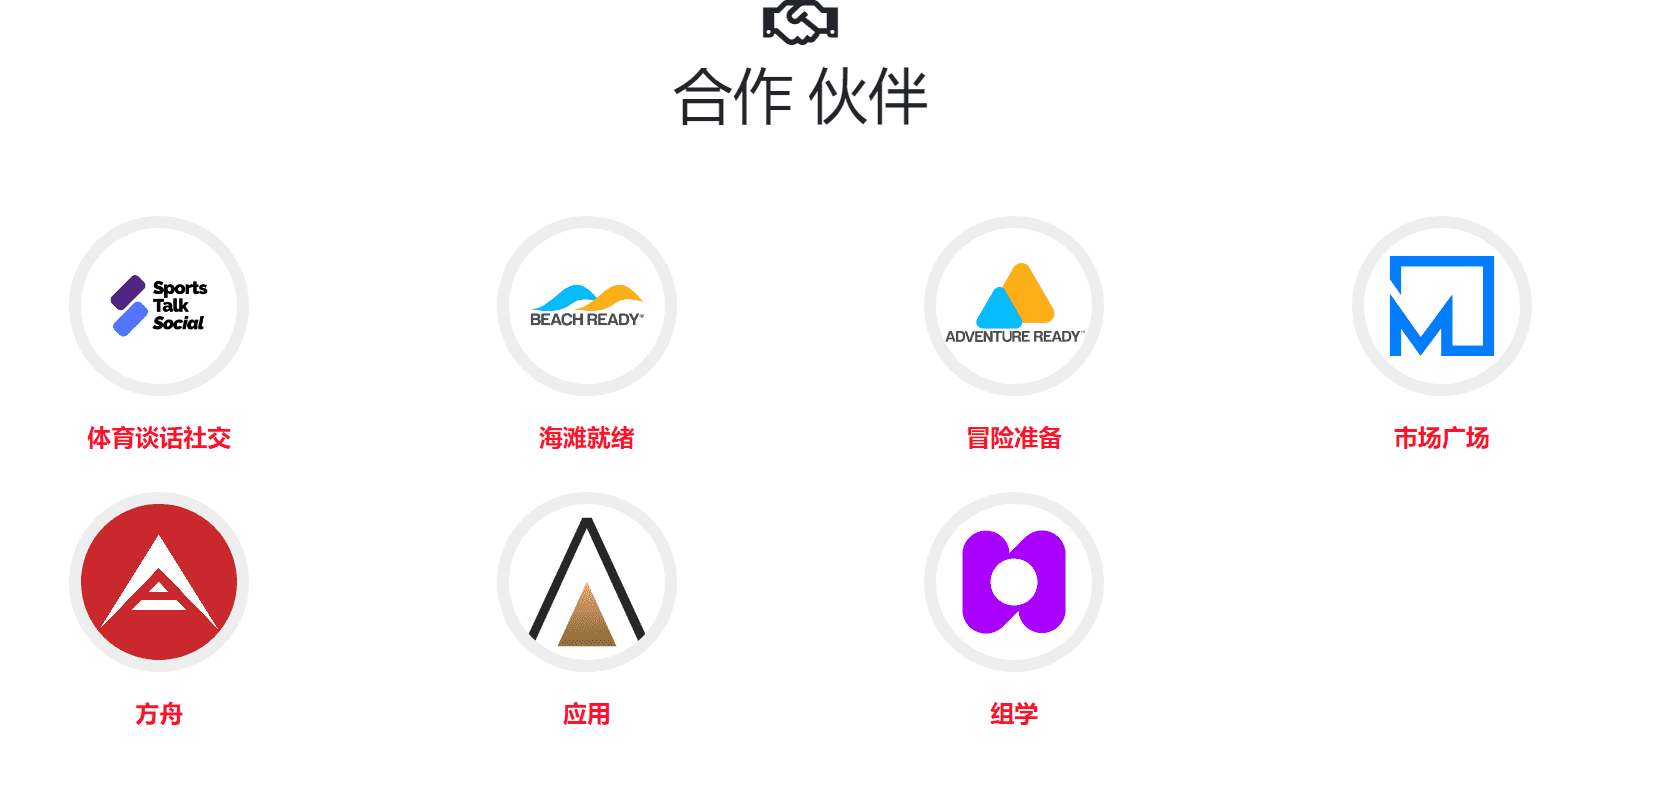 合作 伙伴
Sports
Talk
Social
BEACH READY®
ADVENTURE READY™
体育谈话社交
海滩就绪
冒险准备
市场广场
方舟
应用
组学